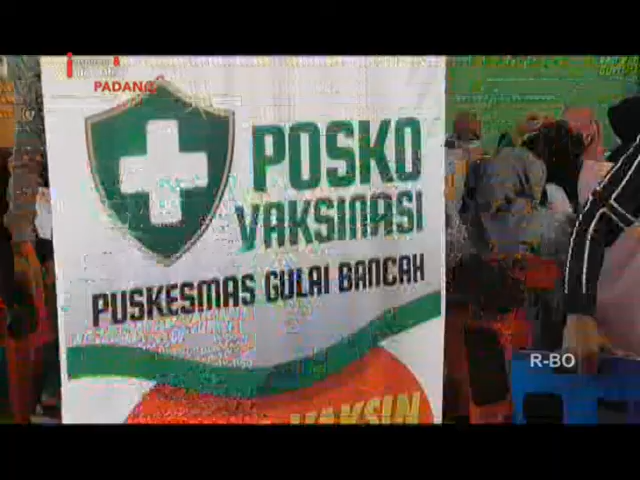 PADANG
POSKO
VAKSINASI
PUSKESMAS GULAI BANCAH
VAKSIN
R-BO